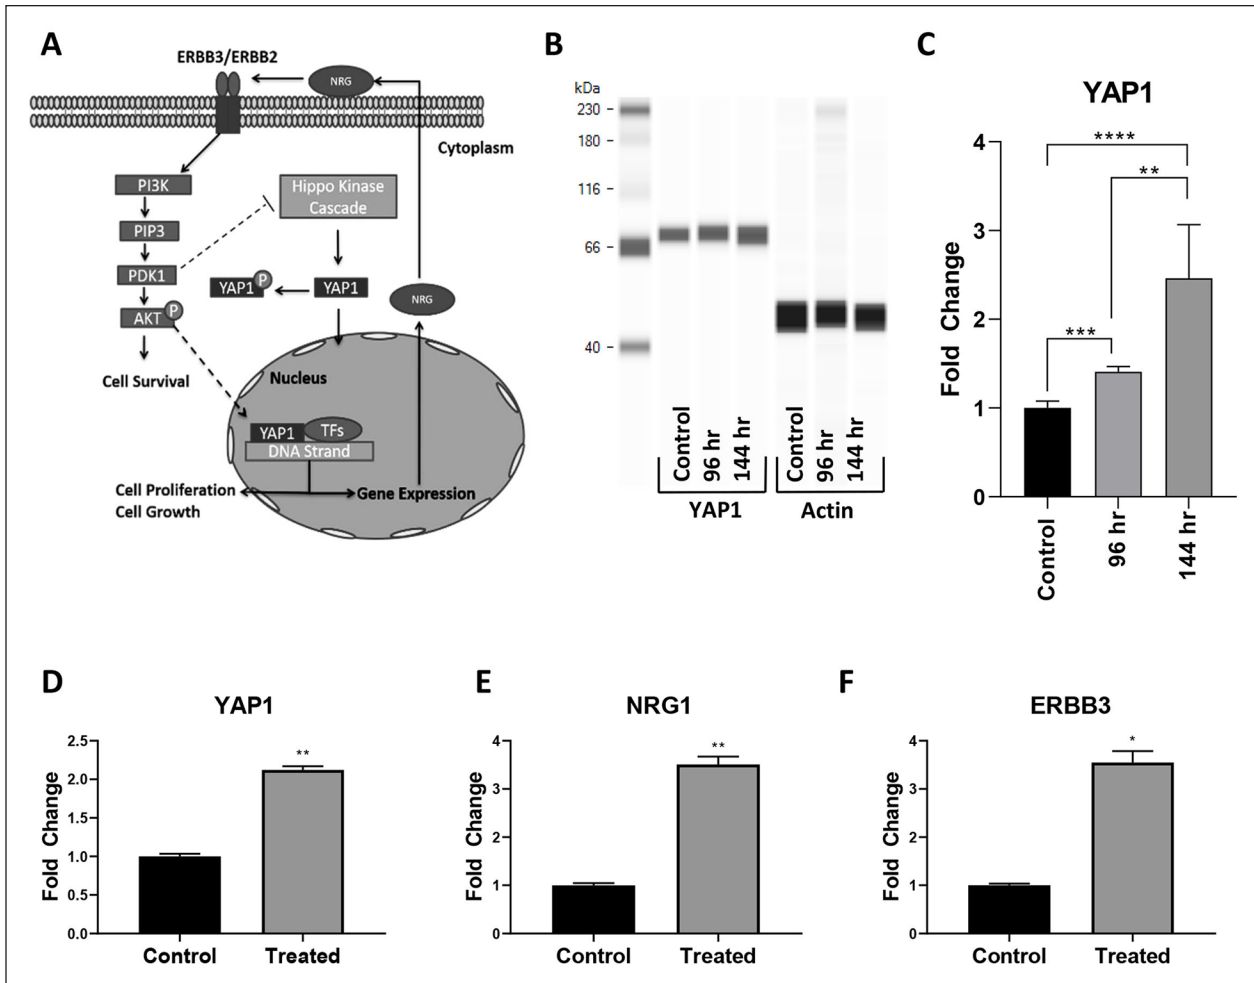 A
ERBB3/ERBB2
NRG
Cytoplasm
PI3K
Hippo Kinase
Cascade
PIP3
PDK1
YAP1 P
YAP1
NRG
AKT P
Cell Survival
Nucleus
YAP1
TFs
DNA Strand
Cell Proliferation
Gene Expression
Cell Growth
B
kDa
230
180
116
66
40
Control
96 hr
144 hr
Control
96 hr
144 hr
YAP1
Actin
C
YAP1
Fold Change
4
3
2
1
0
****
**
***
Control
96 hr
144 hr
D
YAP1
Fold Change
2.5
2.0
1.5
1.0
0.5
0.0
**
Control
Treated
E
NRG1
Fold Change
4
3
2
1
0
**
Control
Treated
F
ERBB3
Fold Change
4
3
2
1
0
*
Control
Treated